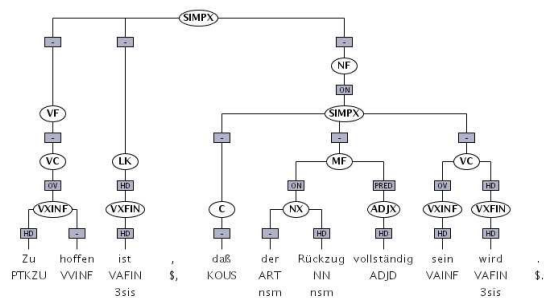 SIMPX
- - -
NF
ON
VF SIMPX
- - - -
VC LK MF VC
OV HD ON PRED OV HD
VXINF VXFIN C NX ADJX VXINF VXFIN
HD - HD - - HD HD HD HD
Zu hoffen ist , daß der Rückzug vollständig sein wird .
PTKZU VVINF VAFIN $, KOUS ART NN ADJD VAINF VAFIN $.
3sis nsm nsm 3sis